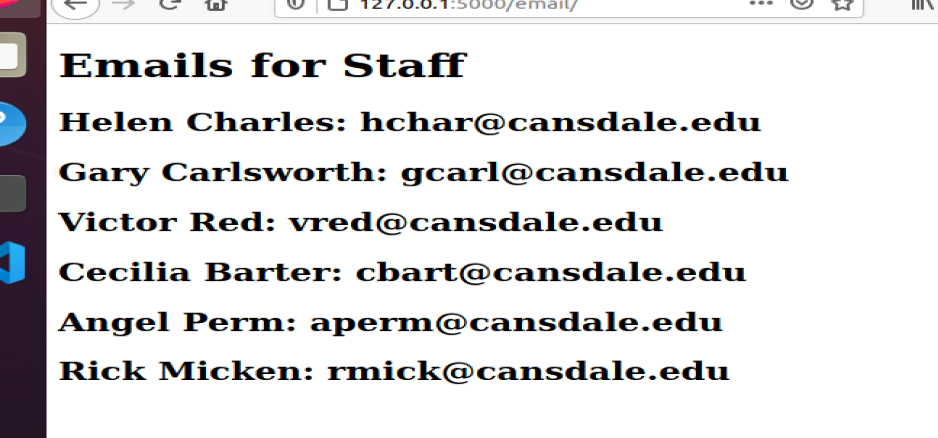 127.0.0.1:5000/email/
Emails for Staff
Helen Charles: hchar@cansdale.edu
Gary Carlsworth: gcarl@cansdale.edu
Victor Red: vred@cansdale.edu
Cecilia Barter: cbart@cansdale.edu
Angel Perm: aperm@cansdale.edu
Rick Micken: rmick@cansdale.edu